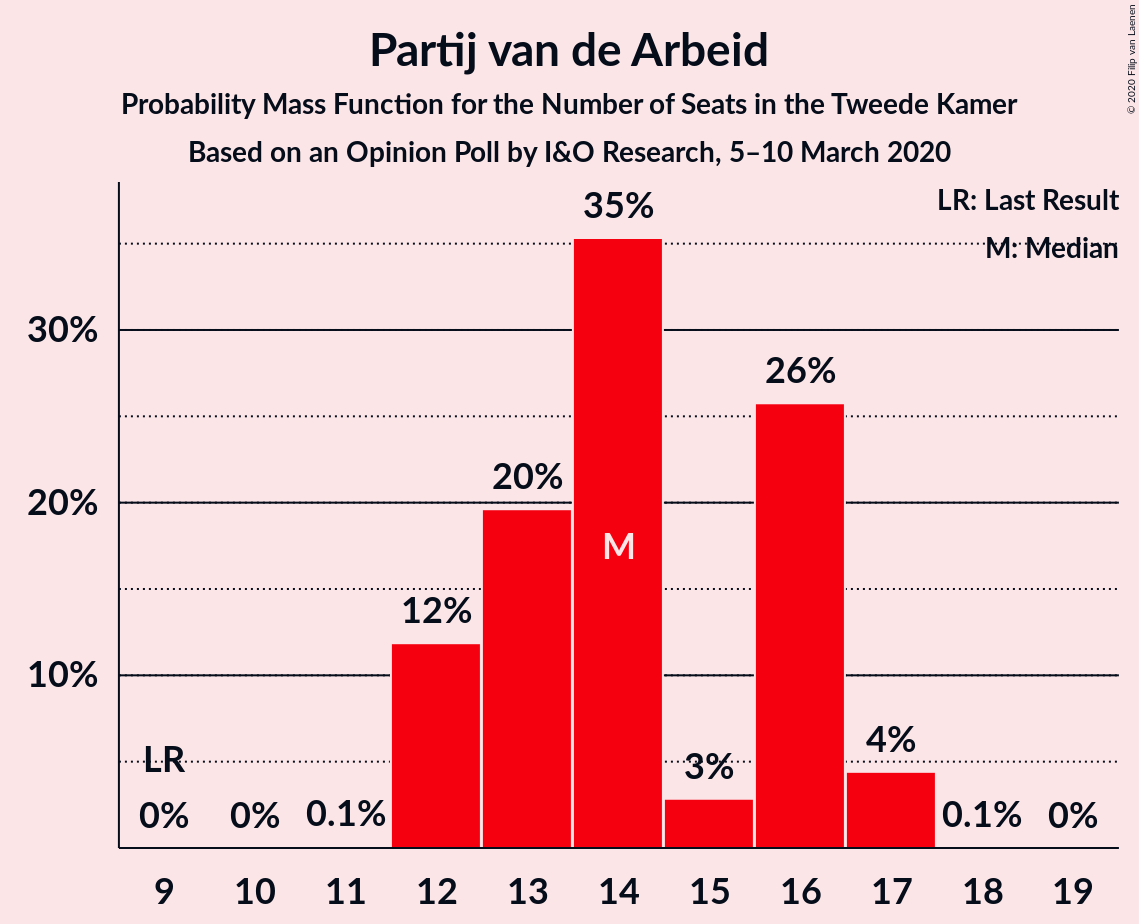 Partij van de Arbeid
Probability Mass Function for the Number of Seats in the Tweede Kamer
Based on an Opinion Poll by I&O Research, 5–10 March 2020
© 2020 Filip van Laenen
LR: Last Result
M: Median
35%
30%
26%
20%
20%
M
12%
10%
LR
4%
3%
0%
0%
0.1%
0.1%
0%
9 10 11 12 13 14 15 16 17 18 19